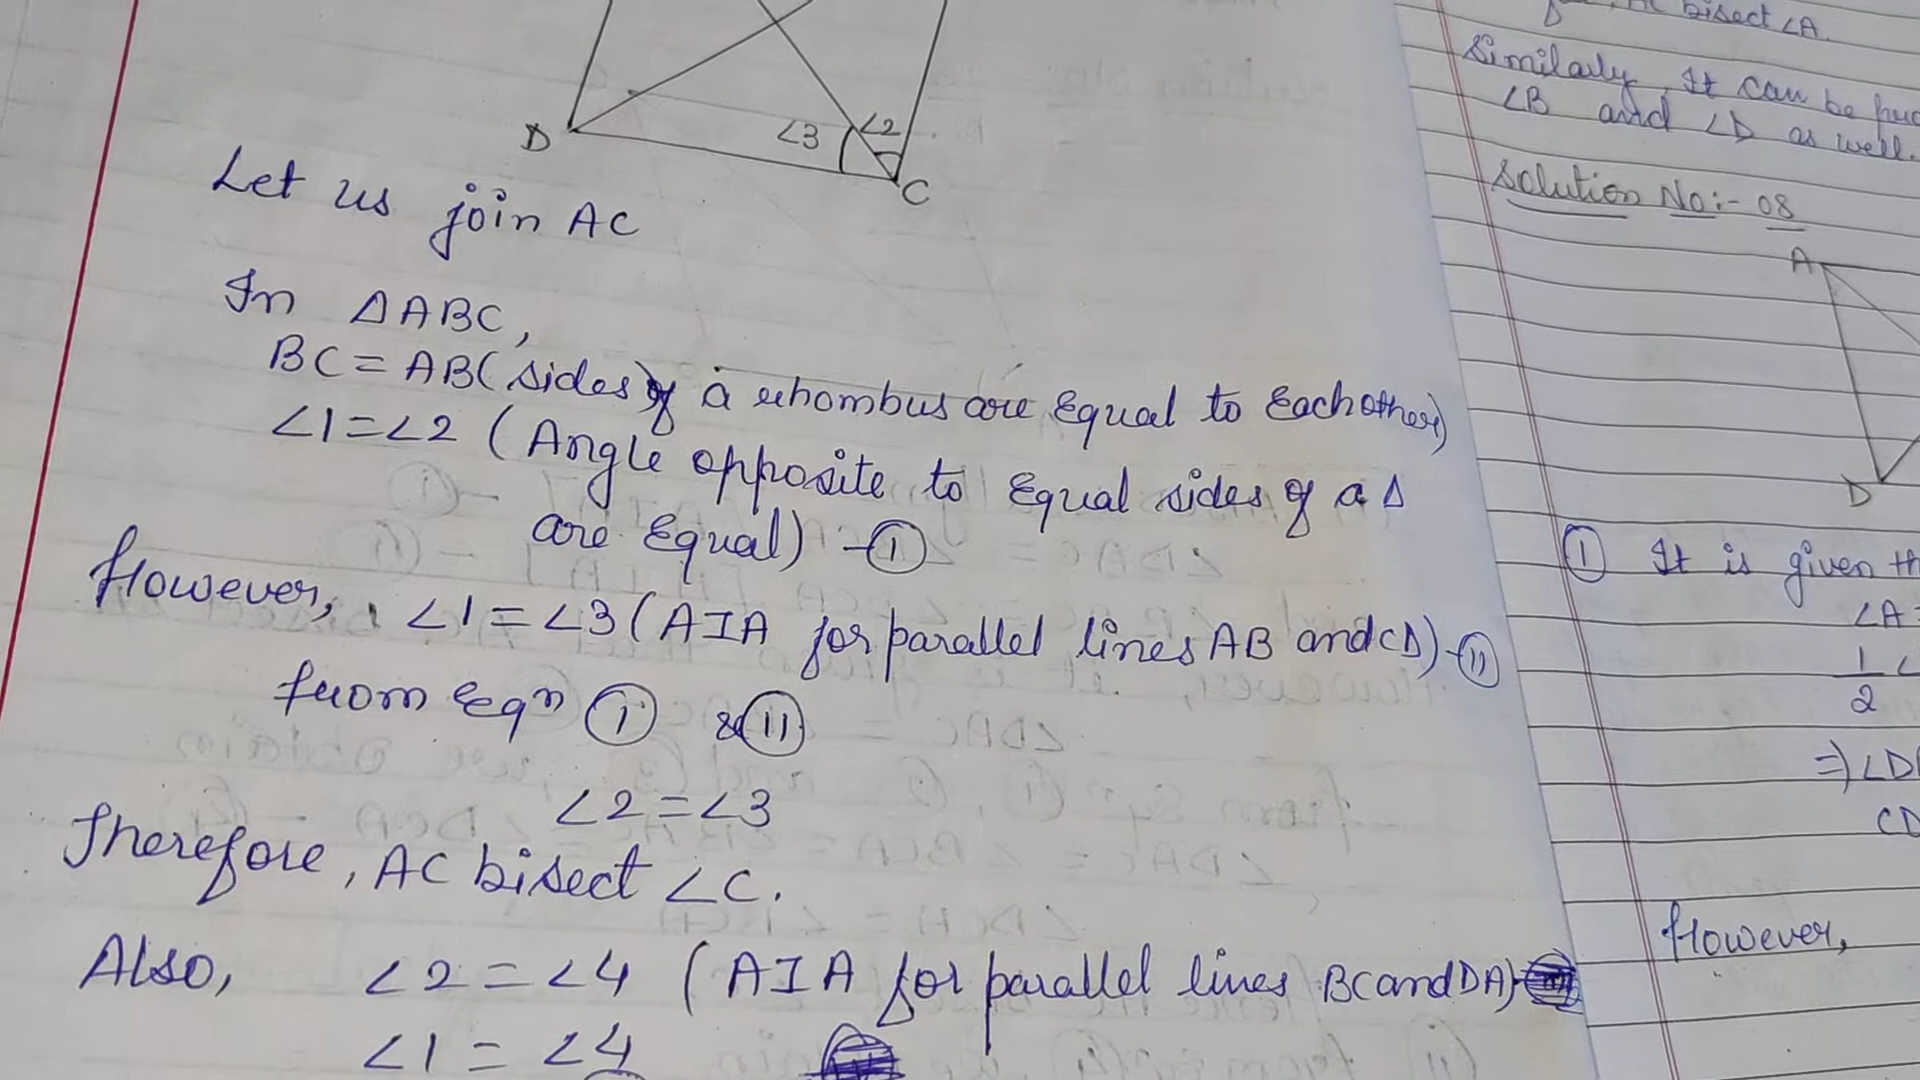 D ∠3 ∠2 C
Let us join AC
In ΔABC,
BC = AB (sides of a rhombus are Equal to Each other)
∠1 = ∠2 (Angle opposite to Equal sides of a Δ
are Equal) - (I)
However, ∠1 = ∠3 (AIA for parallel lines AB and CD) - (II)
from Eqⁿ (I) & (II)
∠2 = ∠3
Therefore, AC bisect ∠C.
Also, ∠2 = ∠4 (AIA for parallel lines BC and DA)
∠1 = ∠4
bisect ∠A.
Similarly, It can be
∠B and ∠D as well.
Solution No:- 08
A
D
(I) It is given
∠A =
1/2 ∠
⇒ ∠D
CD
However,